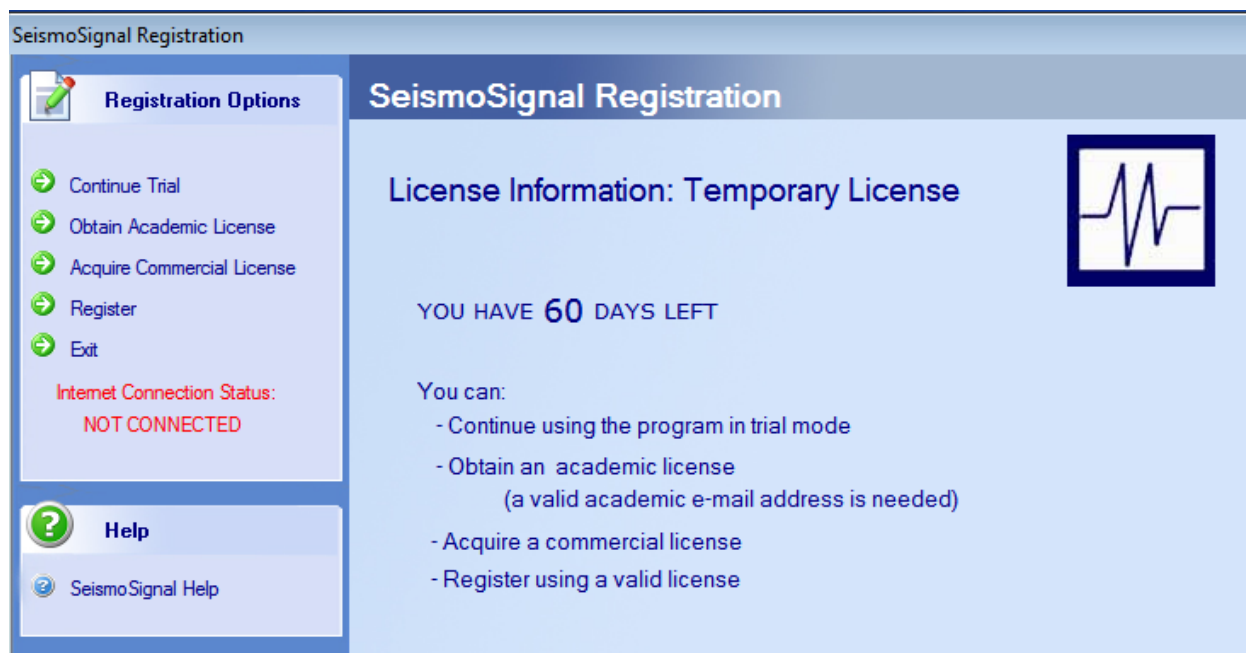 SeismoSignal Registration
Registration Options
Continue Trial
Obtain Academic License
Acquire Commercial License
Register
Exit
Internet Connection Status:
NOT CONNECTED
Help
SeismoSignal Help
SeismoSignal Registration
License Information: Temporary License
YOU HAVE 60 DAYS LEFT
You can:
- Continue using the program in trial mode
- Obtain an academic license
(a valid academic e-mail address is needed)
- Acquire a commercial license
- Register using a valid license